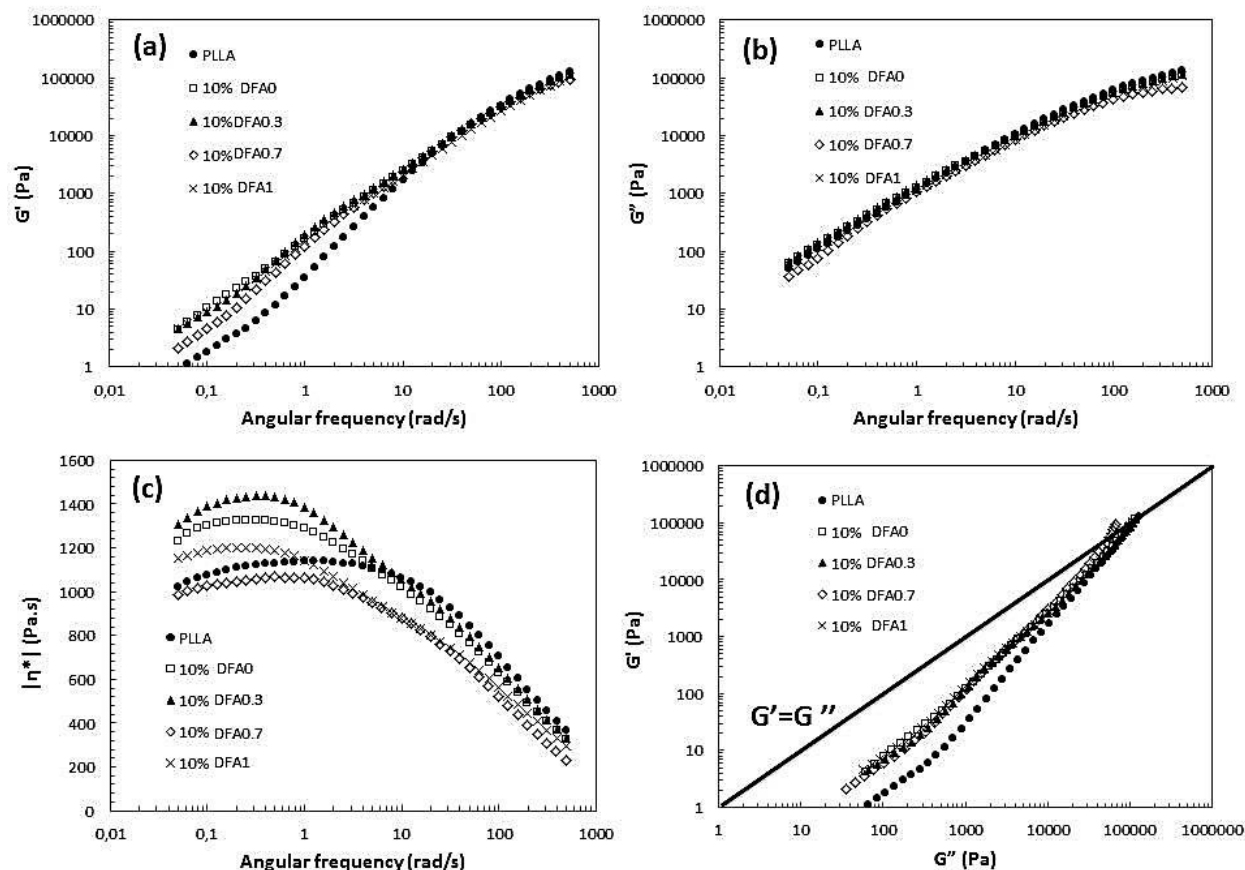 (a)
1000000
100000
10000
1000
100
10
1
G' (Pa)
PLLA
10% DFA0
10%DFA0.3
10%DFA0.7
10% DFA1
0,01 0,1 1 10 100 1000
Angular frequency (rad/s)
(b)
1000000
100000
10000
1000
100
10
1
G" (Pa)
PLLA
10% DFA0
10% DFA0.3
10% DFA0.7
10% DFA1
0,01 0,1 1 10 100 1000
Angular frequency (rad/s)
(c)
1600
1400
1200
1000
800
600
400
200
0
|η*| (Pa.s)
PLLA
10% DFA0
10% DFA0.3
10% DFA0.7
10% DFA1
0,01 0,1 1 10 100 1000
Angular frequency (rad/s)
(d)
1000000
100000
10000
1000
100
10
1
G' (Pa)
PLLA
10% DFA0
10% DFA0.3
10% DFA0.7
10% DFA1
G'=G''
1 10 100 1000 10000 100000 1000000
G" (Pa)